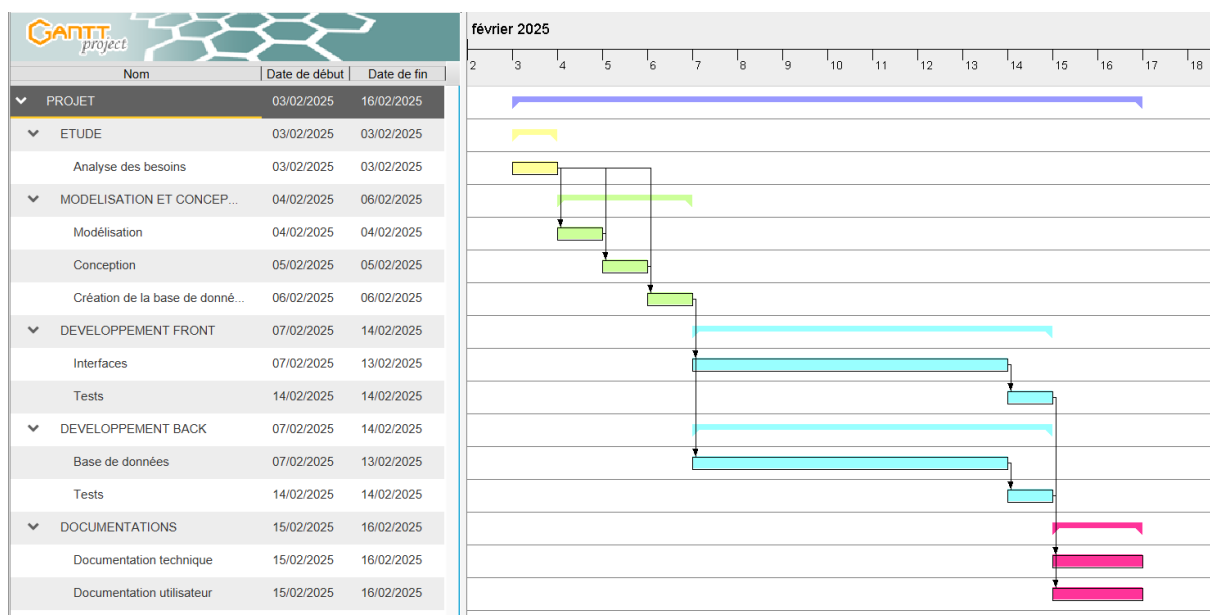 GANTT
project
février 2025
2 3 4 5 6 7 8 9 10 11 12 13 14 15 16 17 18
Nom Date de début Date de fin
PROJET 03/02/2025 16/02/2025
ETUDE 03/02/2025 03/02/2025
Analyse des besoins 03/02/2025 03/02/2025
MODELISATION ET CONCEP... 04/02/2025 06/02/2025
Modélisation 04/02/2025 04/02/2025
Conception 05/02/2025 05/02/2025
Création de la base de donné... 06/02/2025 06/02/2025
DEVELOPPEMENT FRONT 07/02/2025 14/02/2025
Interfaces 07/02/2025 13/02/2025
Tests 14/02/2025 14/02/2025
DEVELOPPEMENT BACK 07/02/2025 14/02/2025
Base de données 07/02/2025 13/02/2025
Tests 14/02/2025 14/02/2025
DOCUMENTATIONS 15/02/2025 16/02/2025
Documentation technique 15/02/2025 16/02/2025
Documentation utilisateur 15/02/2025 16/02/2025